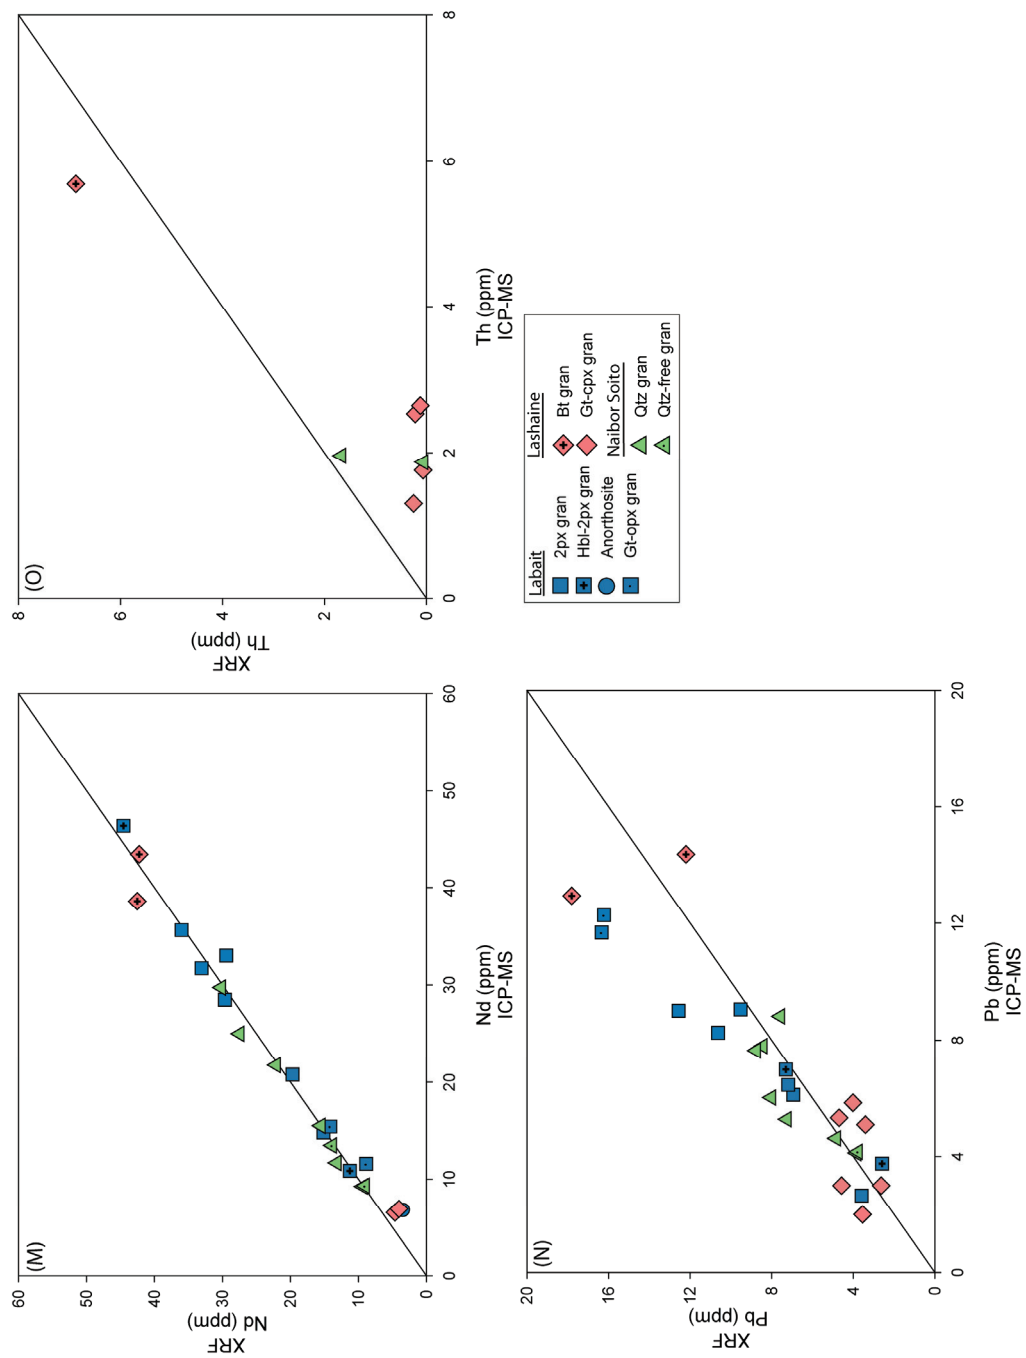 (M)
60
50
40
30
20
10
0
XRF
Nd (ppm)
0
10
20
30
40
50
60
Nd (ppm)
ICP-MS
(O)
8
6
4
2
0
XRF
Th (ppm)
0
2
4
6
8
Th (ppm)
ICP-MS
(N)
20
16
12
8
4
0
XRF
Pb (ppm)
0
4
8
12
16
20
Pb (ppm)
ICP-MS
Labait
2px gran
Hbl-2px gran
Anorthosite
Gt-opx gran
Lashaine
Bt gran
Gt-cpx gran
Naibor Soito
Qtz gran
Qtz-free gran